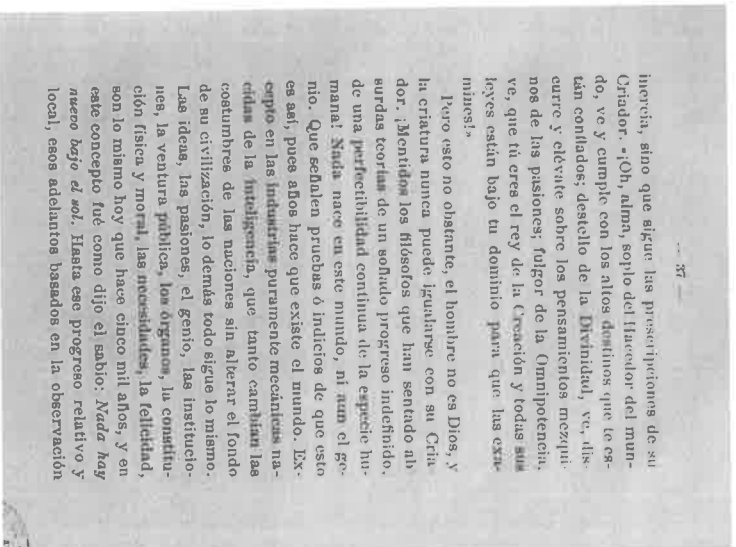 — 37 —
inercia, sino que sigue las prescripciones de su
Criador. «¡Oh, alma, soplo del Hacedor del mun-
do, ve y cumple con los altos destinos que te es-
tán confiados; destello de la Divinidad, ve, dis-
curre y elévate sobre los pensamientos mezqui-
nos de las pasiones; fulgor de la Omnipotencia,
ve, que tú eres el rey de la Creación y todas sus
leyes están bajo tu dominio para que las exa-
mines!»
Pero esto no obstante, el hombre no es Dios, y
la criatura nunca puede igualarse con su Cria-
dor. ¡Mentidos los filósofos que han sentado ab
surdas teorías de un soñado progreso indefinido,
de una perfectibilidad continua de la especie hu-
mana! Nada nace en este mundo, ni aun el ge-
nio. Que señalen pruebas ó indicios de que esto
es así, pues años hace que existe el mundo. Ex-
cepto en las industrias puramente mecánicas na-
cidas de la inteligencia, que tanto cambian las
costumbres de las naciones sin alterar el fondo
de su civilización, lo demás todo sigue lo mismo.
Las ideas, las pasiones, el genio, las institucio-
nes, la ventura pública, los órganos, la constitu-
ción física y moral, las necesidades, la felicidad,
son lo mismo hoy que hace cinco mil años, y en
este concepto fué como dijo el sabio: Nada hay
nuevo bajo el sol. Hasta ese progreso relativo y
local, esos adelantos basados en la observación